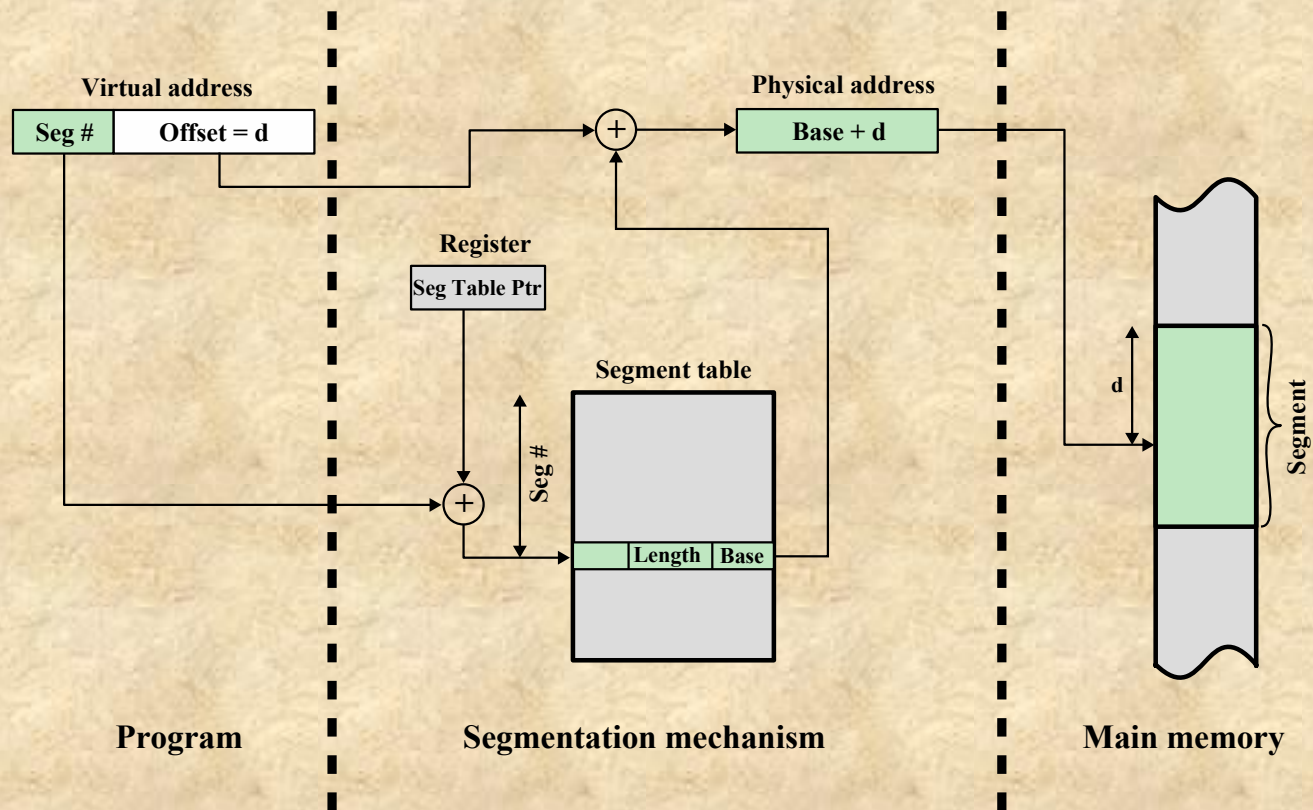 Virtual address
Seg #
Offset = d
Physical address
Base + d
Register
Seg Table Ptr
Segment table
Seg #
Length
Base
d
Segment
Program
Segmentation mechanism
Main memory
+
+